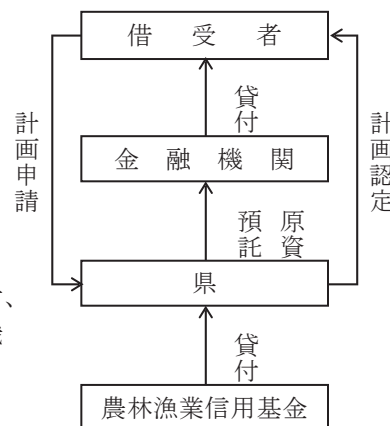 借受者
貸付
計画申請
計画認定
金融機関
原資
預託
県
貸付
農林漁業信用基金
、